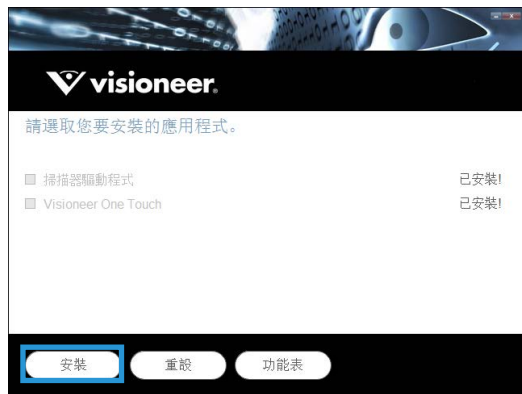 visioneer.
請選取您要安裝的應用程式。
掃描器驅動程式 已安裝!
Visioneer One Touch 已安裝!
安裝 重設 功能表